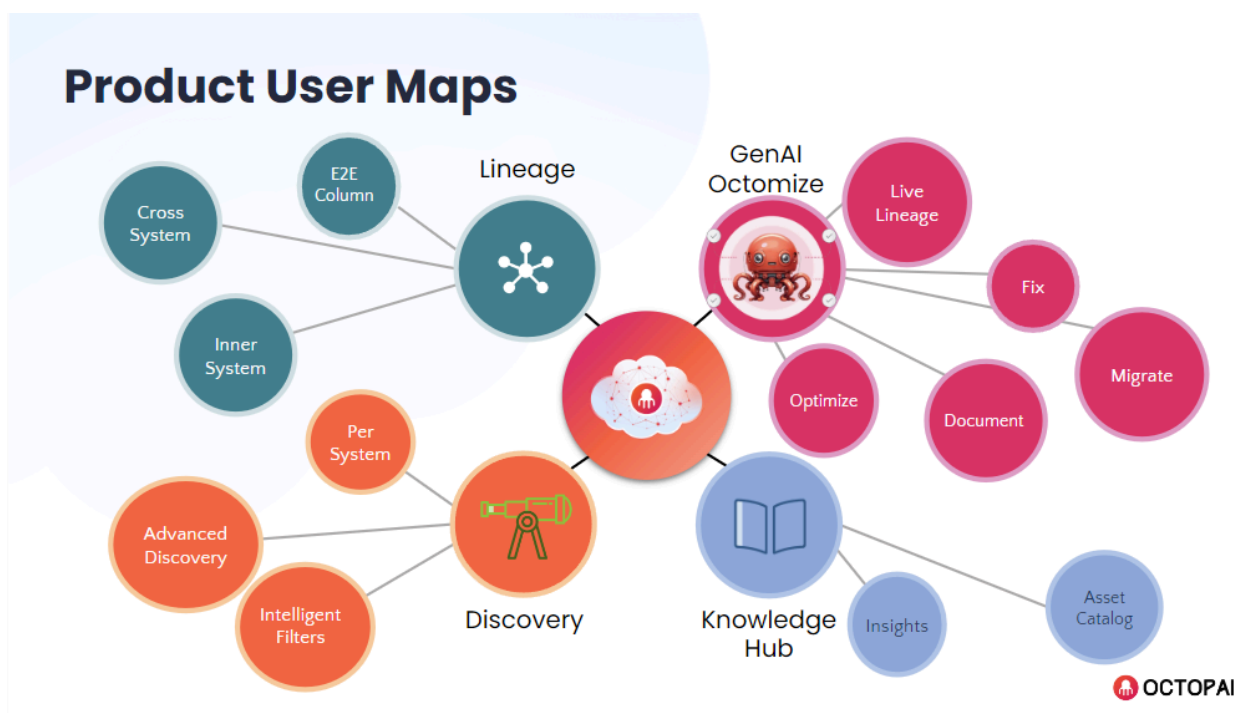 Product User Maps
Lineage
E2E
Column
Cross
System
Inner
System
GenAI
Octomize
Live
Lineage
Fix
Migrate
Optimize
Document
Per
System
Advanced
Discovery
Intelligent
Filters
Discovery
Knowledge
Hub
Insights
Asset
Catalog
OCTOPAI